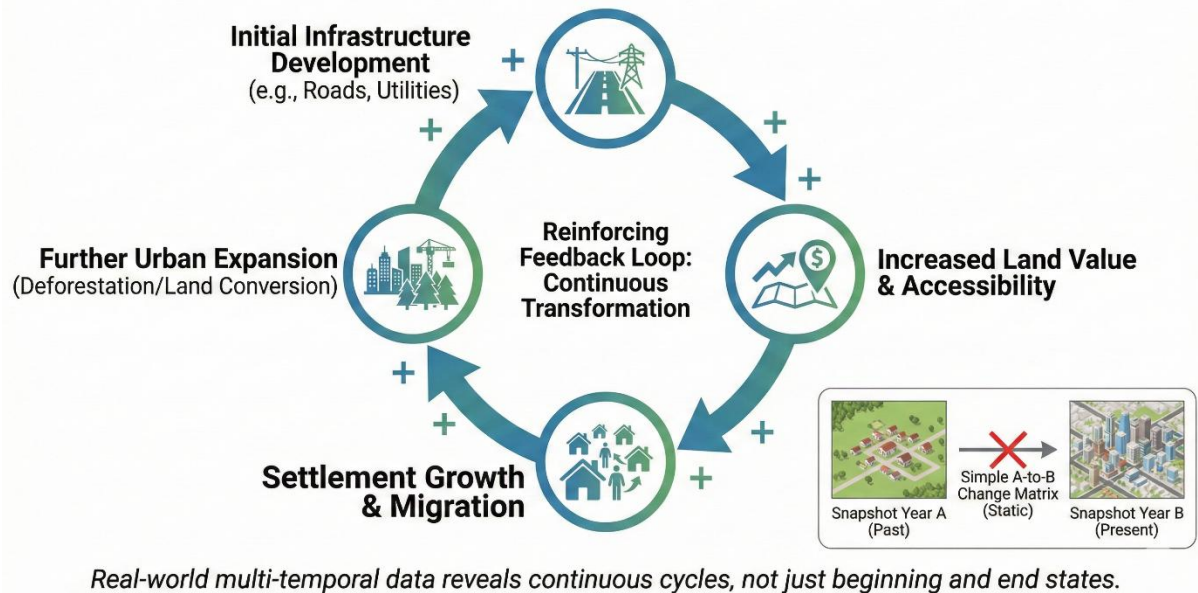 Initial Infrastructure
Development
(e.g., Roads, Utilities)
+
+
+
+
Further Urban Expansion
(Deforestation/Land Conversion)
Reinforcing
Feedback Loop:
Continuous
Transformation
$
Increased Land Value
& Accessibility
+
+
+
+
Settlement Growth
& Migration
Snapshot Year A
(Past)
Simple A-to-B
Change Matrix
(Static)
Snapshot Year B
(Present)
Real-world multi-temporal data reveals continuous cycles, not just beginning and end states.